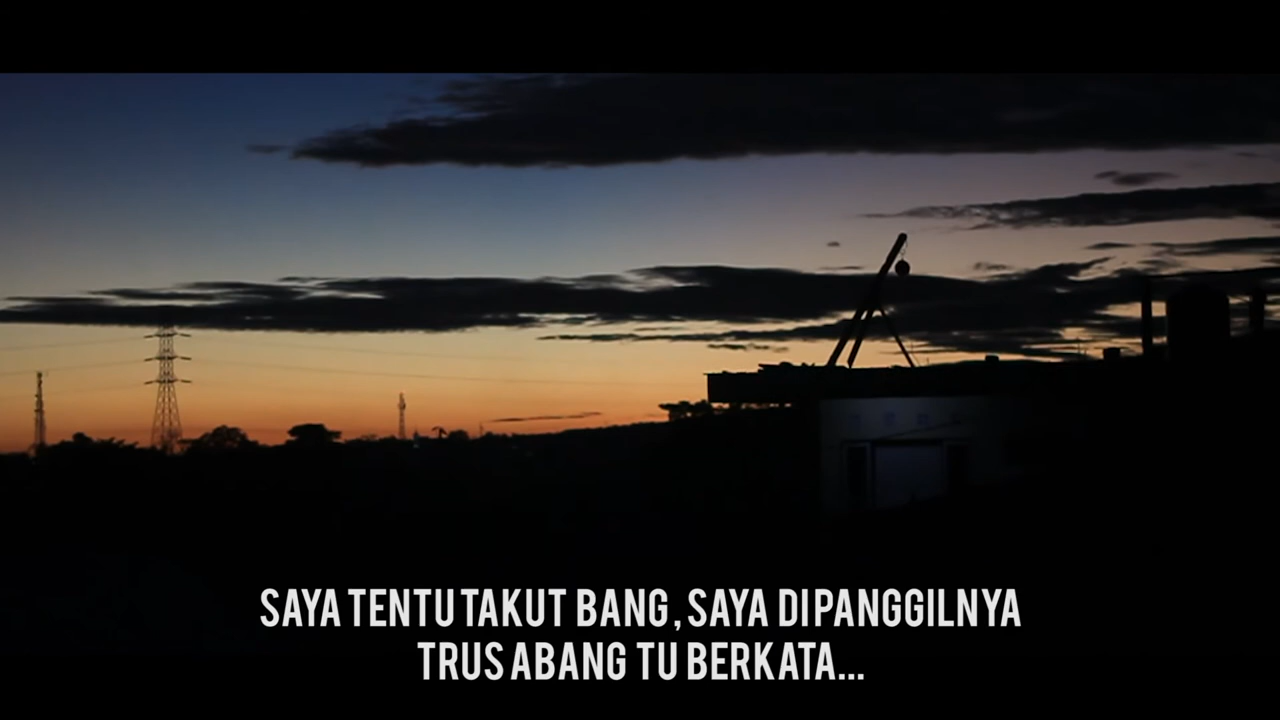 SAYA TENTU TAKUT BANG, SAYA DIPANGGILNYA
TRUS ABANG TU BERKATA...